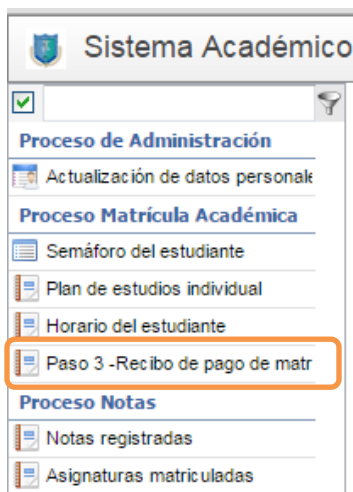 Sistema Académico
Proceso de Administración
Actualización de datos personale
Proceso Matrícula Académica
Semáforo del estudiante
Plan de estudios individual
Horario del estudiante
Paso 3 -Recibo de pago de matr
Proceso Notas
Notas registradas
Asignaturas matriculadas